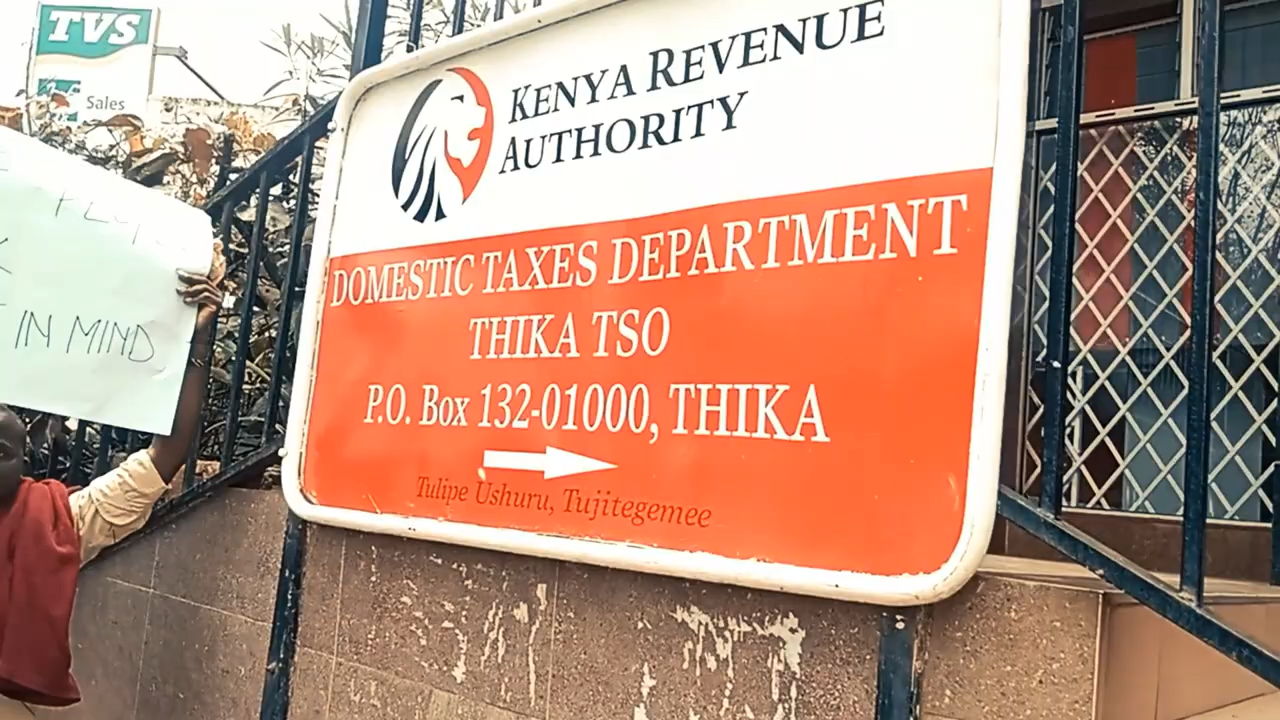 TVS
Sales
IN MIND
KENYA REVENUE
AUTHORITY
DOMESTIC TAXES DEPARTMENT
THIKA TSO
P.O. Box 132-01000, THIKA
Tulipe Ushuru, Tujitegemee